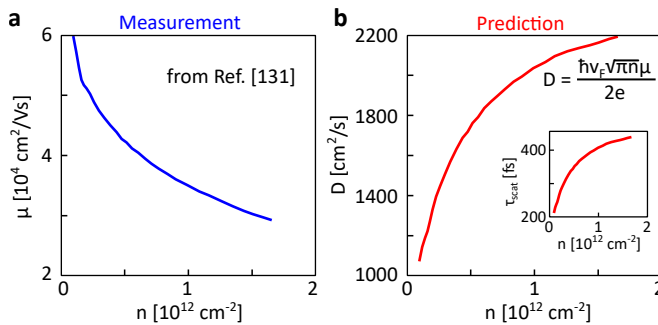 a
Measurement
6
4
2
μ [10⁴ cm²/Vs]
from Ref. [131]
0
1
2
n [10¹² cm⁻²]
b
Prediction
2200
1800
1400
1000
D [cm²/s]
D = ħv_F√πnμ / 2e
400
200
τ_scat [fs]
0
1
2
n [10¹² cm⁻²]
0
1
2
n [10¹² cm⁻²]